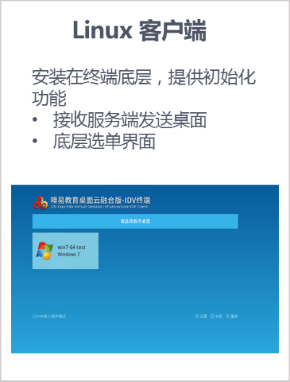 Linux 客户端
安装在终端底层，提供初始化
功能
• 接收服务端发送桌面
• 底层选单界面
噢易教育桌面云融合版-IDV终端
win7-64-test
Windows 7